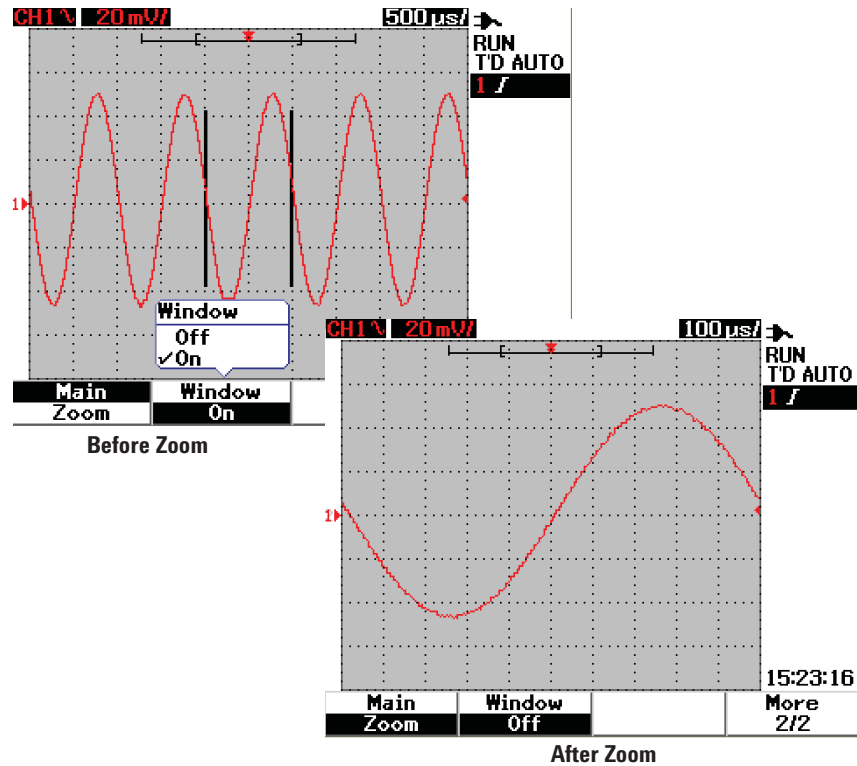 CH1 20 mV/ 500 µs/
RUN
T'D AUTO
1
1
Window
Off
On
Main Window
Zoom On
Before Zoom
CH1 20 mV/ 100 µs/
RUN
T'D AUTO
1
1
15:23:16
Main Window More
Zoom Off 2/2
After Zoom